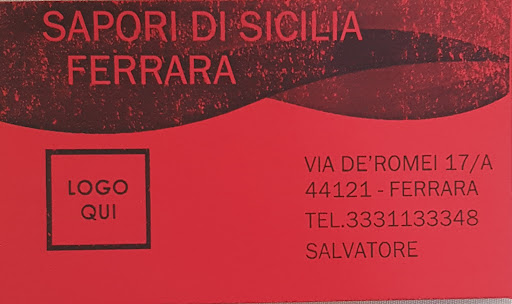 SAPORI DI SICILIA
FERRARA
LOGO
QUI
VIA DE'ROMEI 17/A
44121 - FERRARA
TEL.3331133348
SALVATORE